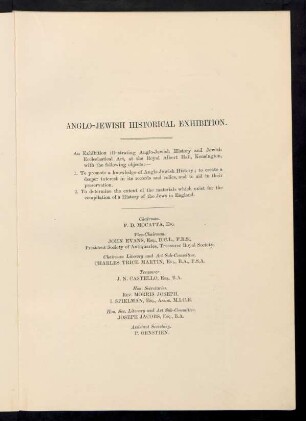 ANGLO-JEWISH HISTORICAL EXHIBITION.
An Exhibition illustrating Anglo-Jewish History and Jewish
Ecclesiastical Art, at the Royal Albert Hall, Kensington,
with the following objects:—
1. To promote a knowledge of Anglo-Jewish History; to create a
deeper interest in its records and relics, and to aid in their
preservation.
2. To determine the extent of the materials which exist for the
compilation of a History of the Jews in England.
Chairman.
F. D. MOCATTA, Esq.
Vice-Chairman.
JOHN EVANS, Esq., D.C.L., F.R.S.,
President Society of Antiquaries, Treasurer Royal Society.
Chairman Literary and Art Sub-Committee.
CHARLES TRICE MARTIN, Esq., B.A., F.S.A.
Treasurer.
J. N. CASTELLO, Esq.
Hon. Secretaries.
Rev. MORRIS JOSEPH.
I. SPIELMAN, Esq., Assoc. M.I.C.E.
Hon. Sec. Literary and Art Sub-Committee.
JOSEPH JACOBS, Esq., B.A.
Assistant Secretary.
P. ORNSTIEN.